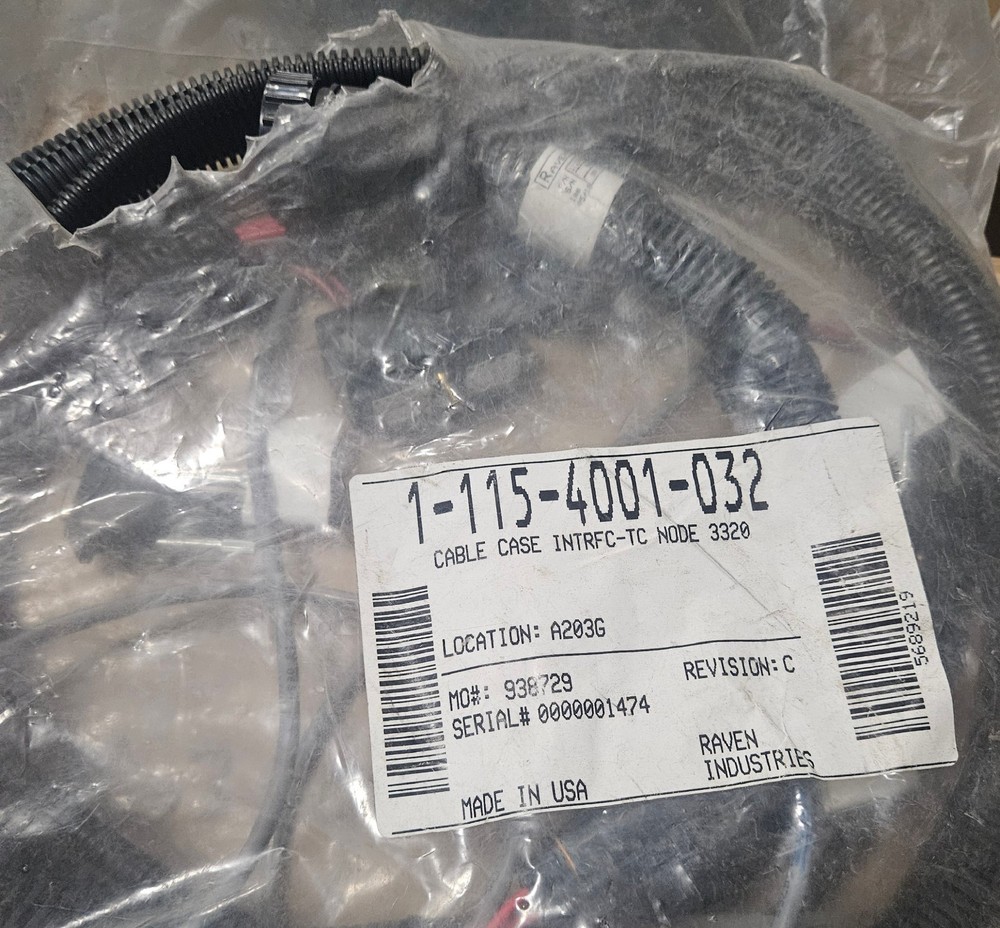 1-115-4001-032
CABLE CASE INTRFC-TC NODE 3320
LOCATION: A203G
REVISION: C
MO#: 938729
SERIAL# 0000001474
RAVEN
INDUSTRIES
MADE IN USA
5689219